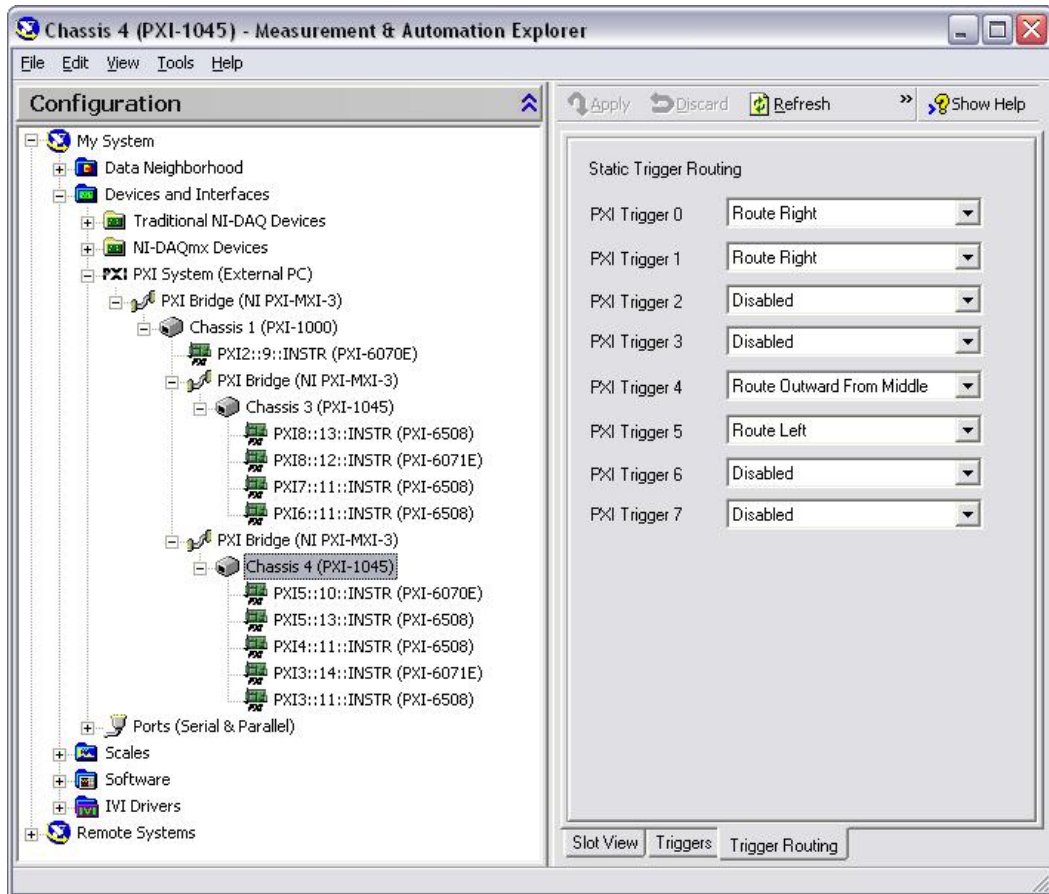 Chassis 4 (PXI-1045) - Measurement & Automation Explorer
File Edit View Tools Help
Configuration
My System
Data Neighborhood
Devices and Interfaces
Traditional NI-DAQ Devices
NI-DAQmx Devices
PXI PXI System (External PC)
PXI Bridge (NI PXI-MXI-3)
Chassis 1 (PXI-1000)
PXI2::9::INSTR (PXI-6070E)
PXI Bridge (NI PXI-MXI-3)
Chassis 3 (PXI-1045)
PXI8::13::INSTR (PXI-6508)
PXI8::12::INSTR (PXI-6071E)
PXI7::11::INSTR (PXI-6508)
PXI6::11::INSTR (PXI-6508)
PXI Bridge (NI PXI-MXI-3)
Chassis 4 (PXI-1045)
PXI5::10::INSTR (PXI-6070E)
PXI5::13::INSTR (PXI-6508)
PXI4::11::INSTR (PXI-6508)
PXI3::14::INSTR (PXI-6071E)
PXI3::11::INSTR (PXI-6508)
Ports (Serial & Parallel)
Scales
Software
IVI Drivers
Remote Systems
Apply Discard Refresh » Show Help
Static Trigger Routing
PXI Trigger 0 Route Right
PXI Trigger 1 Route Right
PXI Trigger 2 Disabled
PXI Trigger 3 Disabled
PXI Trigger 4 Route Outward From Middle
PXI Trigger 5 Route Left
PXI Trigger 6 Disabled
PXI Trigger 7 Disabled
Slot View Triggers Trigger Routing